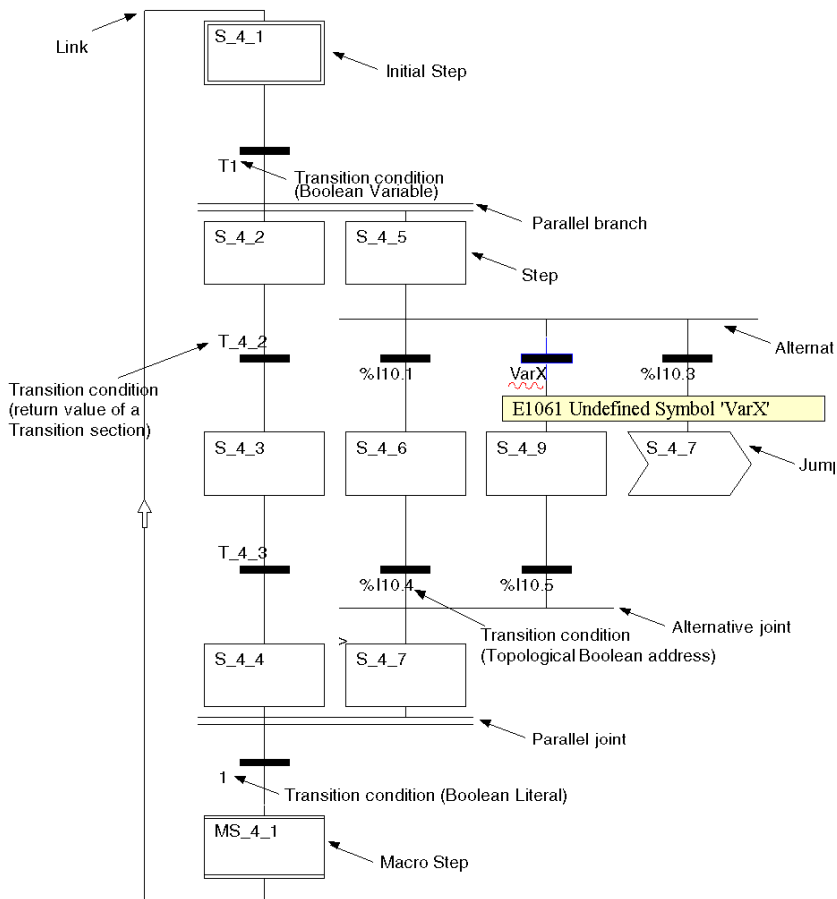 S_4_1
Link
Initial Step
T1
Transition condition
(Boolean Variable)
Parallel branch
S_4_2
S_4_5
Step
T_4_2
Alternat
%I10.1
VarX
%I10.3
Transition condition
(return value of a
Transition section)
E1061 Undefined Symbol 'VarX'
S_4_3
S_4_6
S_4_9
S_4_7
Jump
T_4_3
%I10.4
%I10.5
Alternative joint
Transition condition
(Topological Boolean address)
>
S_4_4
S_4_7
Parallel joint
1
Transition condition (Boolean Literal)
MS_4_1
Macro Step